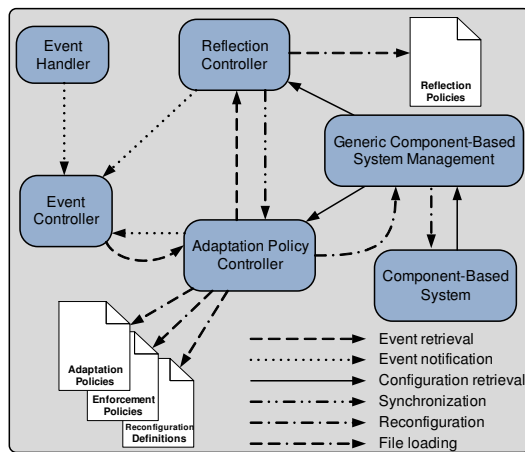 Event
Handler
Reflection
Controller
Reflection
Policies
Generic Component-Based
System Management
Event
Controller
Adaptation Policy
Controller
Component-Based
System
Adaptation
Policies
Enforcement
Policies
Reconfiguration
Definitions
Event retrieval
Event notification
Configuration retrieval
Synchronization
Reconfiguration
File loading